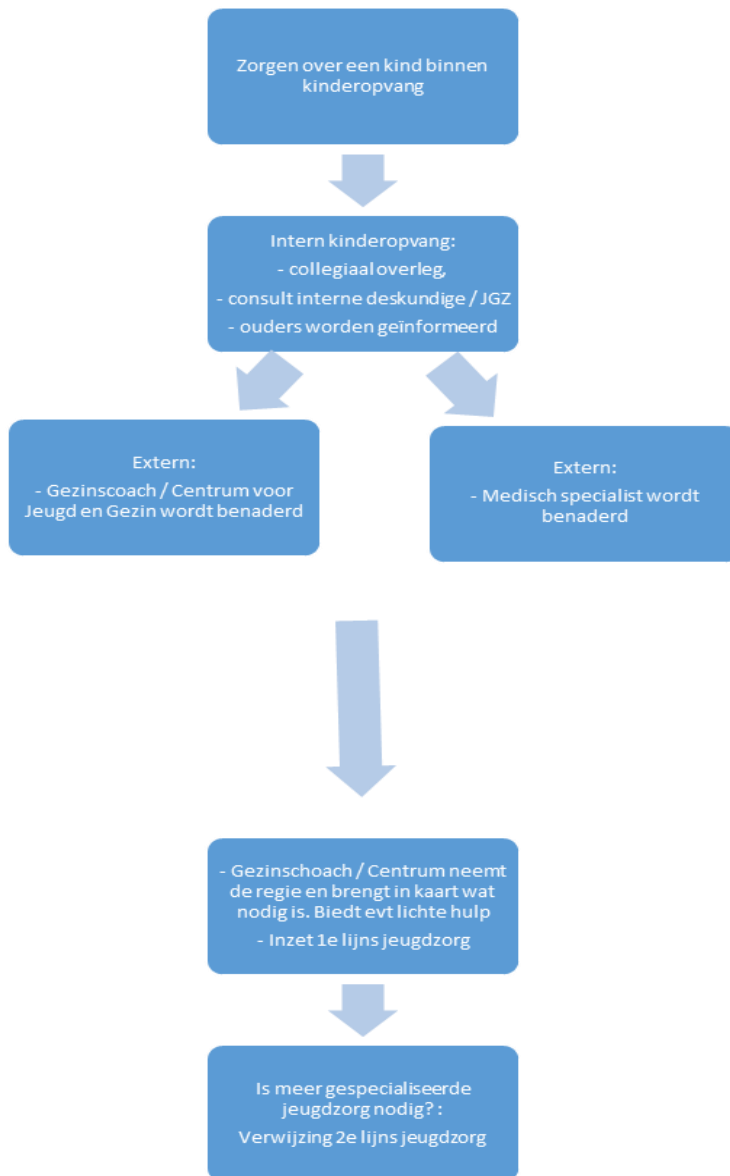 Zorgen over een kind binnen
kinderopvang
Intern kinderopvang:
- collegiaal overleg,
- consult interne deskundige / JGZ
- ouders worden geïnformeerd
Extern:
- Gezinscoach / Centrum voor
Jeugd en Gezin wordt benaderd
Extern:
- Medisch specialist wordt
benaderd
- Gezinschoach / Centrum neemt
de regie en brengt in kaart wat
nodig is. Biedt evt lichte hulp
- Inzet 1e lijns jeugdzorg
Is meer gespecialiseerde
jeugdzorg nodig? :
Verwijzing 2e lijns jeugdzorg